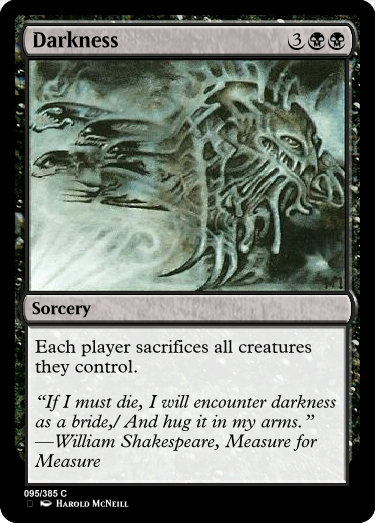 Darkness 3
Sorcery
Each player sacrifices all creatures
they control.
“If I must die, I will encounter darkness
as a bride,/ And hug it in my arms.”
—William Shakespeare, Measure for
Measure
095/385 C
Harold McNeill